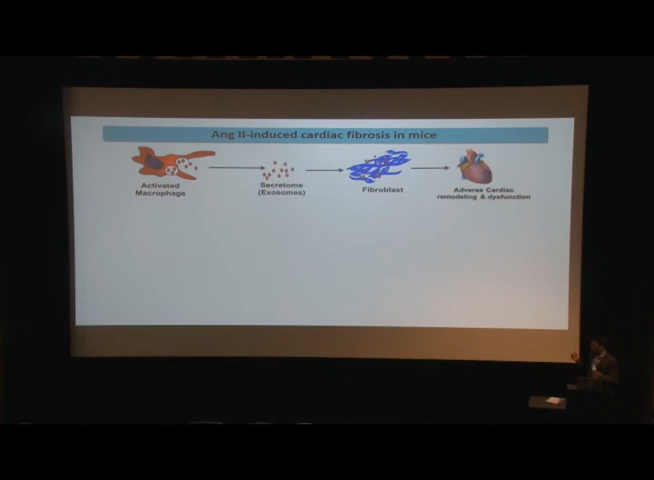 Ang II-induced cardiac fibrosis in mice
Activated
Macrophage
Secretome
(Exosomes)
Fibroblast
Adverse Cardiac
remodeling & dysfunction